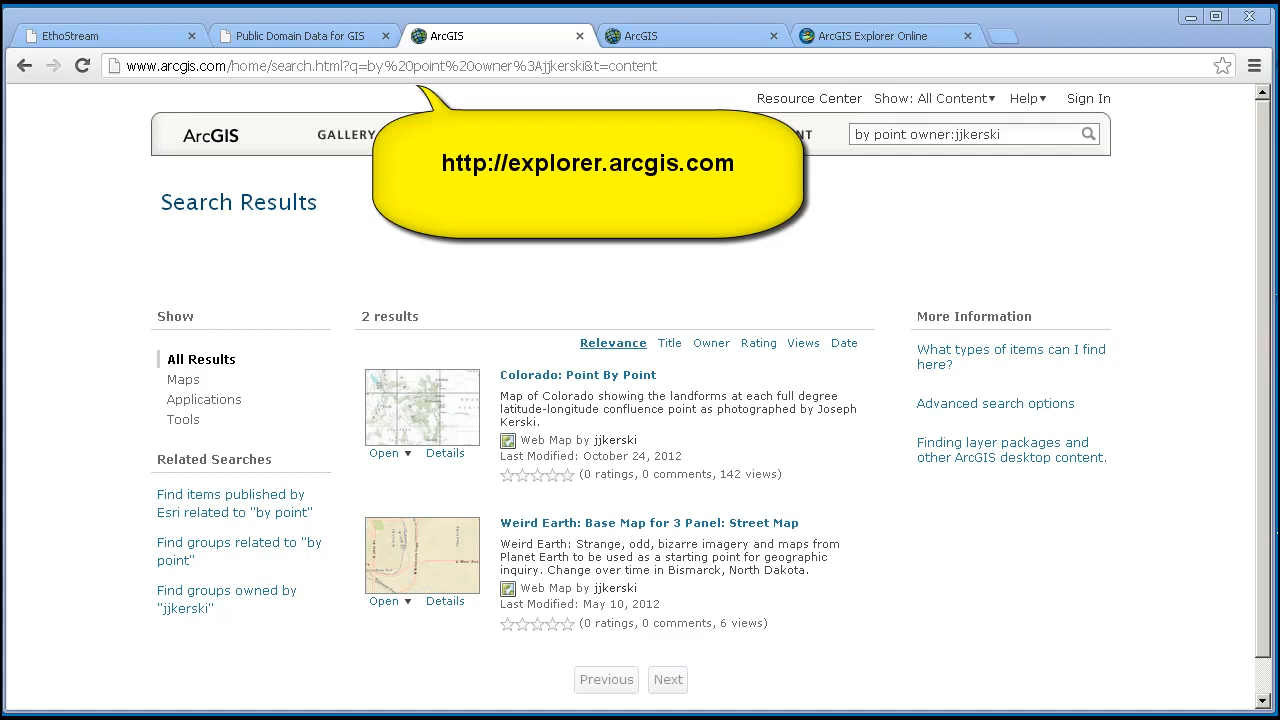 EthoStream
Public Domain Data for GIS
ArcGIS
ArcGIS
ArcGIS Explorer Online
www.arcgis.com/home/search.html?q=by%20point%20owner%3Ajjkerski&t=content
Resource Center Show: All Content▾ Help▾ Sign In
ArcGIS GALLERY NT by point owner:jjkerski
http://explorer.arcgis.com
Search Results
Show
All Results
Maps
Applications
Tools
Related Searches
Find items published by
Esri related to "by point"
Find groups related to "by
point"
Find groups owned by
"jjkerski"
2 results
Relevance Title Owner Rating Views Date
Colorado: Point By Point
Map of Colorado showing the landforms at each full degree
latitude-longitude confluence point as photographed by Joseph
Kerski.
Web Map by jjkerski
Last Modified: October 24, 2012
(0 ratings, 0 comments, 142 views)
Open ▾ Details
Weird Earth: Base Map for 3 Panel: Street Map
Weird Earth: Strange, odd, bizarre imagery and maps from
Planet Earth to be used as a starting point for geographic
inquiry. Change over time in Bismarck, North Dakota.
Web Map by jjkerski
Last Modified: May 10, 2012
(0 ratings, 0 comments, 6 views)
Open ▾ Details
Previous Next
More Information
What types of items can I find
here?
Advanced search options
Finding layer packages and
other ArcGIS desktop content.